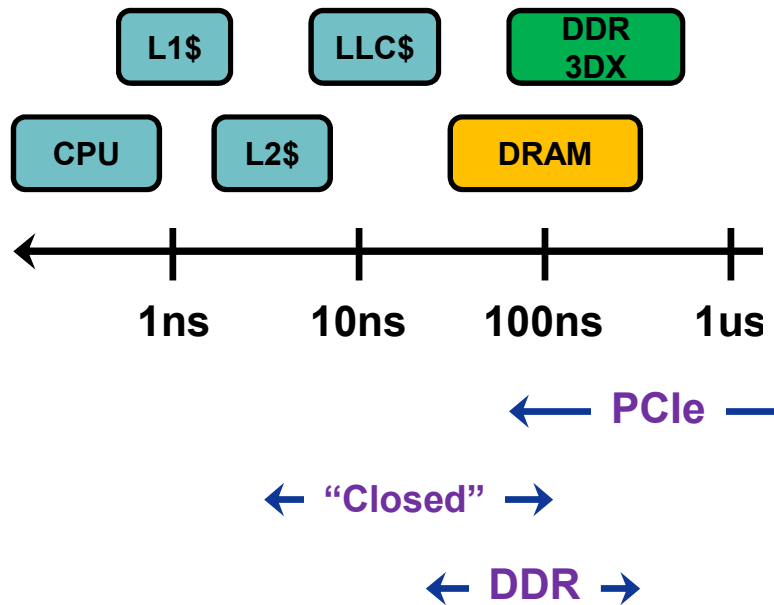 L1$
LLC$
DDR
3DX
CPU
L2$
DRAM
1ns
10ns
100ns
1us
PCIe
“Closed”
DDR